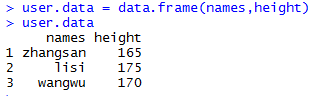 > user.data = data.frame(names,height)
> user.data
names height
1 zhangsan 165
2 lisi 175
3 wangwu 170